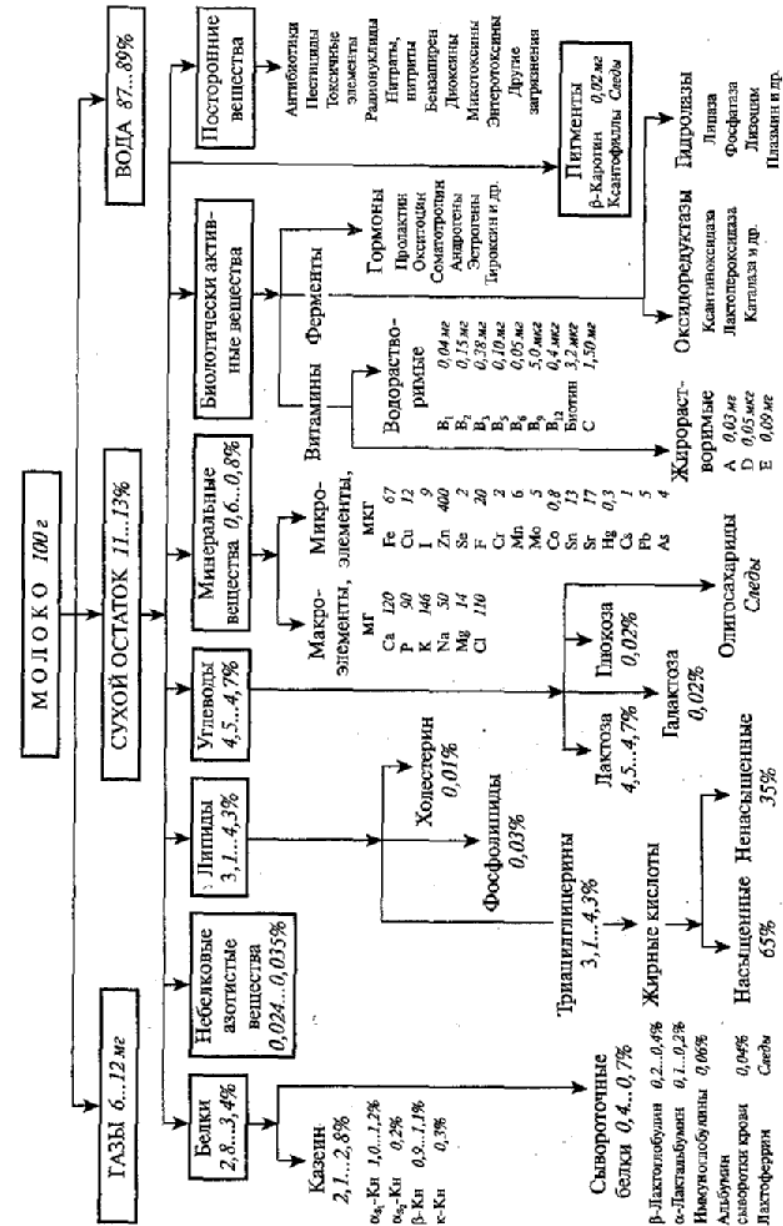 МОЛОКО 100 г
ГАЗЫ 6...12 мг
СУХОЙ ОСТАТОК 11...13%
ВОДА 87...89%
Белки
2,8...3,4%
Небелковые
азотистые
вещества
0,024...0,035%
Липиды
3,1...4,3%
Углеводы
4,5...4,7%
Минеральные
вещества 0,6...0,8%
Биологически актив-
ные вещества
Посторонние
вещества
Казеин
2,1...2,8%
αs₁-Кн 1,0...1,2%
αs₂-Кн 0,2%
β-Кн 0,9...1,1%
κ-Кн 0,3%
Сывороточные
белки 0,4...0,7%
β-Лактоглобулин 0,2...0,4%
α-Лактальбумин 0,1...0,2%
Иммуноглобулины 0,06%
Альбумин
сыворотки крови 0,04%
Лактоферрин Следы
Холестерин
0,01%
Фосфолипиды
0,03%
Триацилглицерины
3,1...4,3%
Жирные кислоты
Насыщенные
65%
Ненасыщенные
35%
Лактоза
4,5...4,7%
Глюкоза
0,02%
Галактоза
0,02%
Олигосахариды
Следы
Макро-
элементы,
мг
Ca 120
P 90
K 146
Na 50
Mg 14
Cl 110
Микро-
элементы,
мкг
Fe 67
Cu 12
I 9
Zn 400
Se 2
F 20
Cr 2
Mn 6
Mo 5
Co 0,8
Sn 13
Sr 17
Hg 0,3
Cs 1
Pb 5
As 4
Витамины
Ферменты
Гормоны
Пролактин
Окситоцин
Соматотропин
Андрогены
Эстрогены
Тироксин и др.
Водораство-
римые
B₁ 0,04 мг
B₂ 0,15 мг
B₃ 0,38 мг
B₅ 0,10 мг
B₆ 0,05 мг
B₉ 5,0 мкг
B₁₂ 0,4 мкг
Биотин 3,2 мкг
C 1,50 мг
Жирораст-
воримые
A 0,03 мг
D 0,05 мкг
E 0,09 мг
Оксидоредуктазы
Ксантиноксидаза
Лактопероксидаза
Каталаза и др.
Гидролазы
Липаза
Фосфатаза
Лизоцим
Плазмин и др.
Пигменты
β-Каротин 0,02 мг
Ксантофиллы Следы
Антибиотики
Пестициды
Токсичные
элементы
Радионуклиды
Нитраты,
нитриты
Бензапирен
Диоксины
Микотоксины
Энтеротоксины
Другие
загрязнения